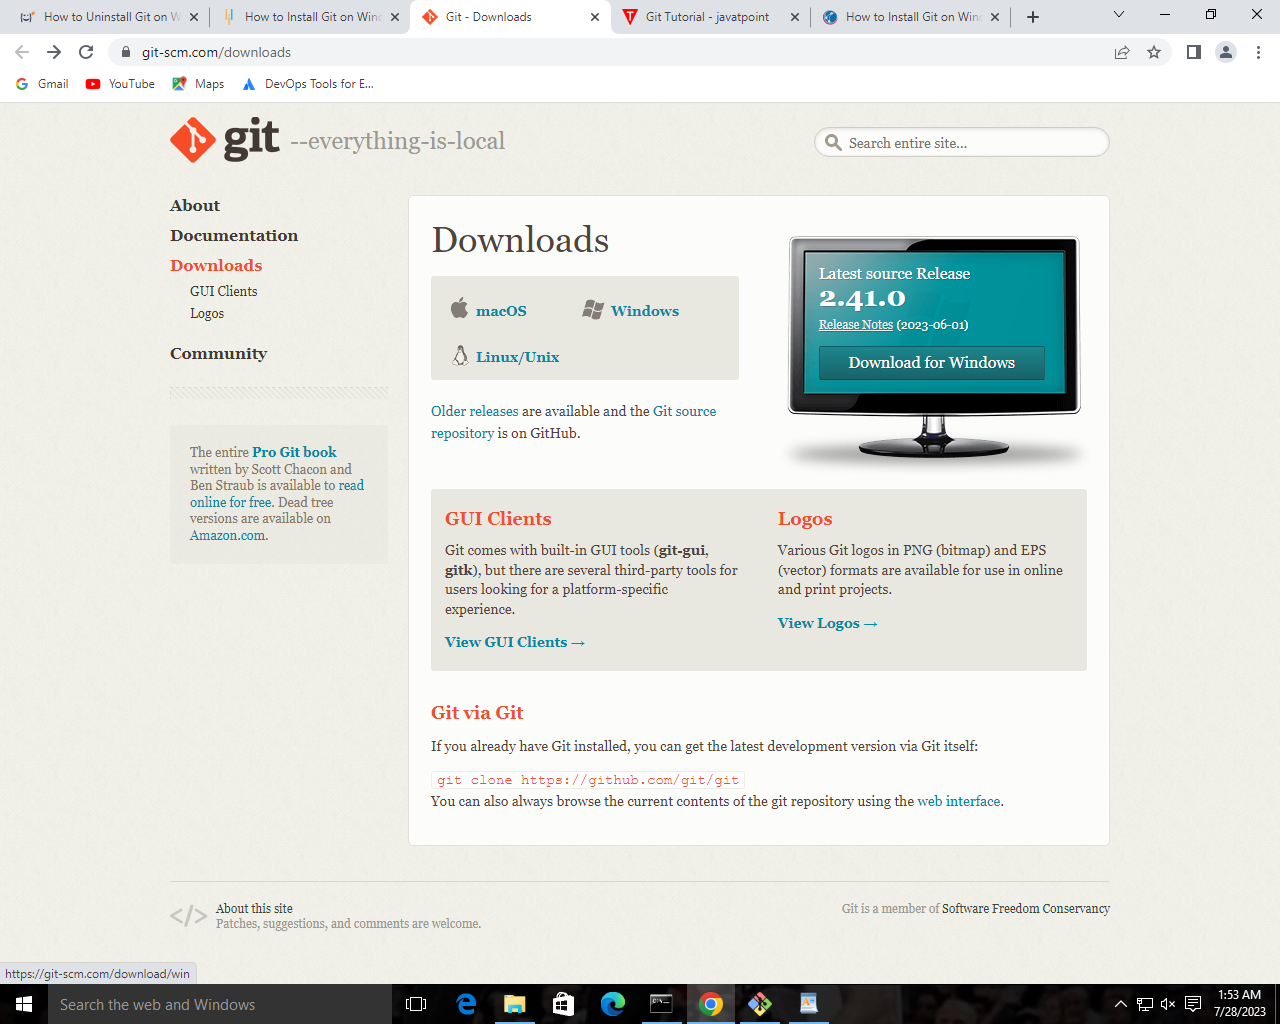 How to Uninstall Git on W
How to Install Git on Wind
Git - Downloads
Git Tutorial - javatpoint
How to Install Git on Wind
git-scm.com/downloads
Gmail
YouTube
Maps
DevOps Tools for E...
git --everything-is-local
Search entire site...
About
Documentation
Downloads
GUI Clients
Logos
Community
The entire Pro Git book
written by Scott Chacon and
Ben Straub is available to read
online for free. Dead tree
versions are available on
Amazon.com.
Downloads
macOS
Windows
Linux/Unix
Older releases are available and the Git source
repository is on GitHub.
Latest source Release
2.41.0
Release Notes (2023-06-01)
Download for Windows
GUI Clients
Git comes with built-in GUI tools (git-gui,
gitk), but there are several third-party tools for
users looking for a platform-specific
experience.
View GUI Clients →
Logos
Various Git logos in PNG (bitmap) and EPS
(vector) formats are available for use in online
and print projects.
View Logos →
Git via Git
If you already have Git installed, you can get the latest development version via Git itself:
git clone https://github.com/git/git
You can also always browse the current contents of the git repository using the web interface.
</> About this site
Patches, suggestions, and comments are welcome.
Git is a member of Software Freedom Conservancy
https://git-scm.com/download/win
Search the web and Windows
1:53 AM
7/28/2023